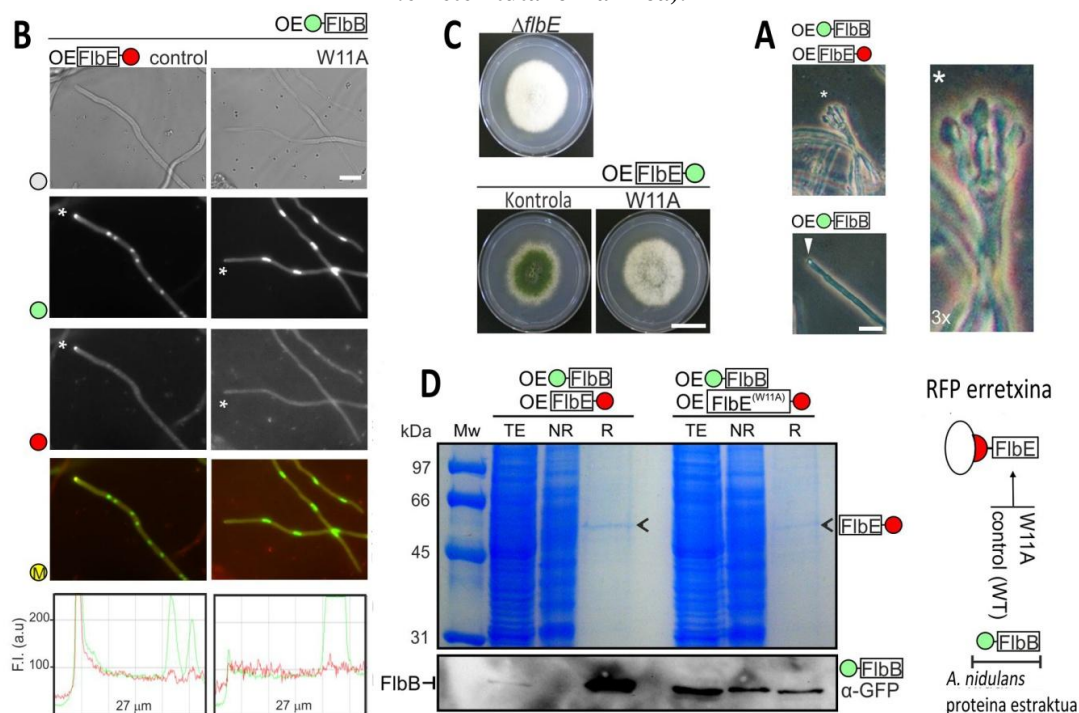 B
OE FlbB
OE FlbE control W11A
*
*
*
*
M
F.I. (a.u)
200
100
27 µm
27 µm
C
ΔflbE
OE FlbE
Kontrola W11A
A
OE FlbB
OE FlbE
*
OE FlbB
*
3x
D
OE FlbB
OE FlbE
OE FlbB
OE FlbE(W11A)
kDa Mw TE NR R TE NR R
97
66
45
31
FlbE
FlbB
FlbB
α-GFP
RFP erretxina
FlbE
W11A
control (WT)
FlbB
A. nidulans
proteina estraktua